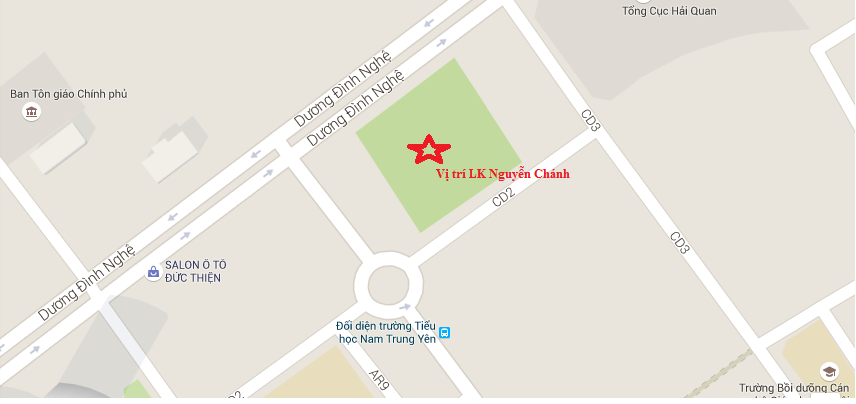 Tổng Cục Hải Quan
Dương Đình Nghệ
Dương Đình Nghệ
Ban Tôn giáo Chính phủ
CD3
Vị trí LK Nguyễn Chánh
CD2
CD3
SALON Ô TÔ
ĐỨC THIỆN
Dương Đình Nghệ
Đối diện trường Tiểu
học Nam Trung Yên
AR9
CD2
Trường Bồi dưỡng Cán